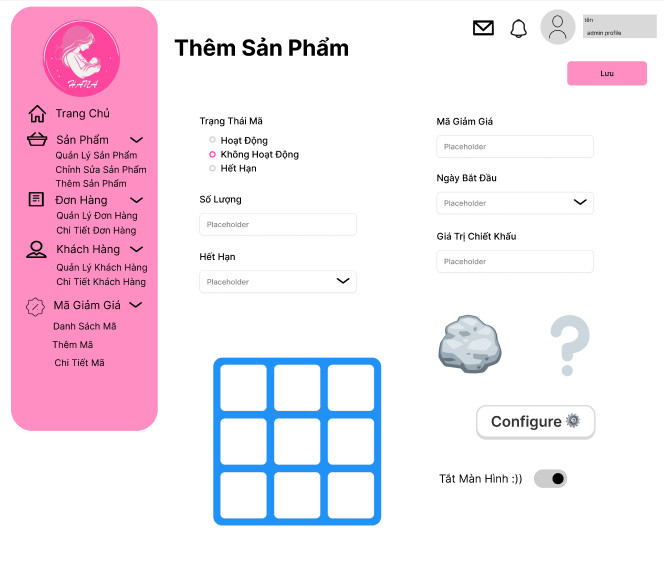 HANA
Trang Chủ
Sản Phẩm
Quản Lý Sản Phẩm
Chỉnh Sửa Sản Phẩm
Thêm Sản Phẩm
Đơn Hàng
Quản Lý Đơn Hàng
Chi Tiết Đơn Hàng
Khách Hàng
Quản Lý Khách Hàng
Chi Tiết Khách Hàng
Mã Giảm Giá
Danh Sách Mã
Thêm Mã
Chi Tiết Mã
Thêm Sản Phẩm
tên
admin profile
Lưu
Trạng Thái Mã
Hoạt Động
Không Hoạt Động
Hết Hạn
Số Lượng
Placeholder
Hết Hạn
Placeholder
Mã Giảm Giá
Placeholder
Ngày Bắt Đầu
Placeholder
Giá Trị Chiết Khấu
Placeholder
?
Configure
Tắt Màn Hình :))